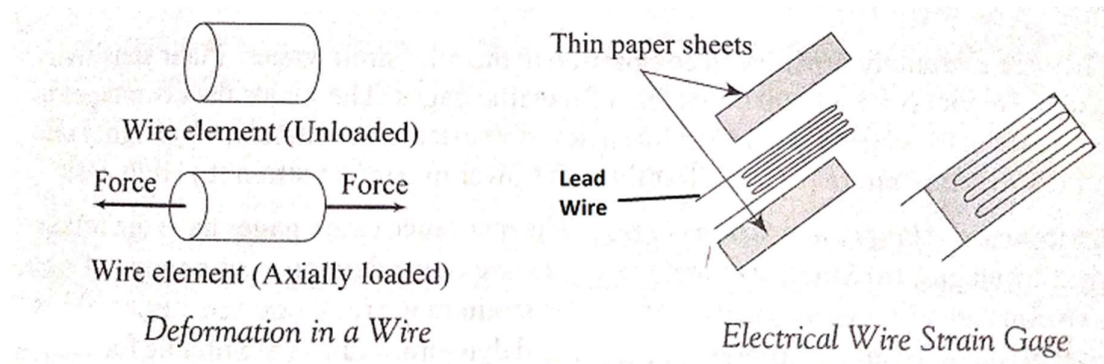 Wire element (Unloaded)
Force
Force
Wire element (Axially loaded)
Deformation in a Wire
Thin paper sheets
Lead
Wire
Electrical Wire Strain Gage